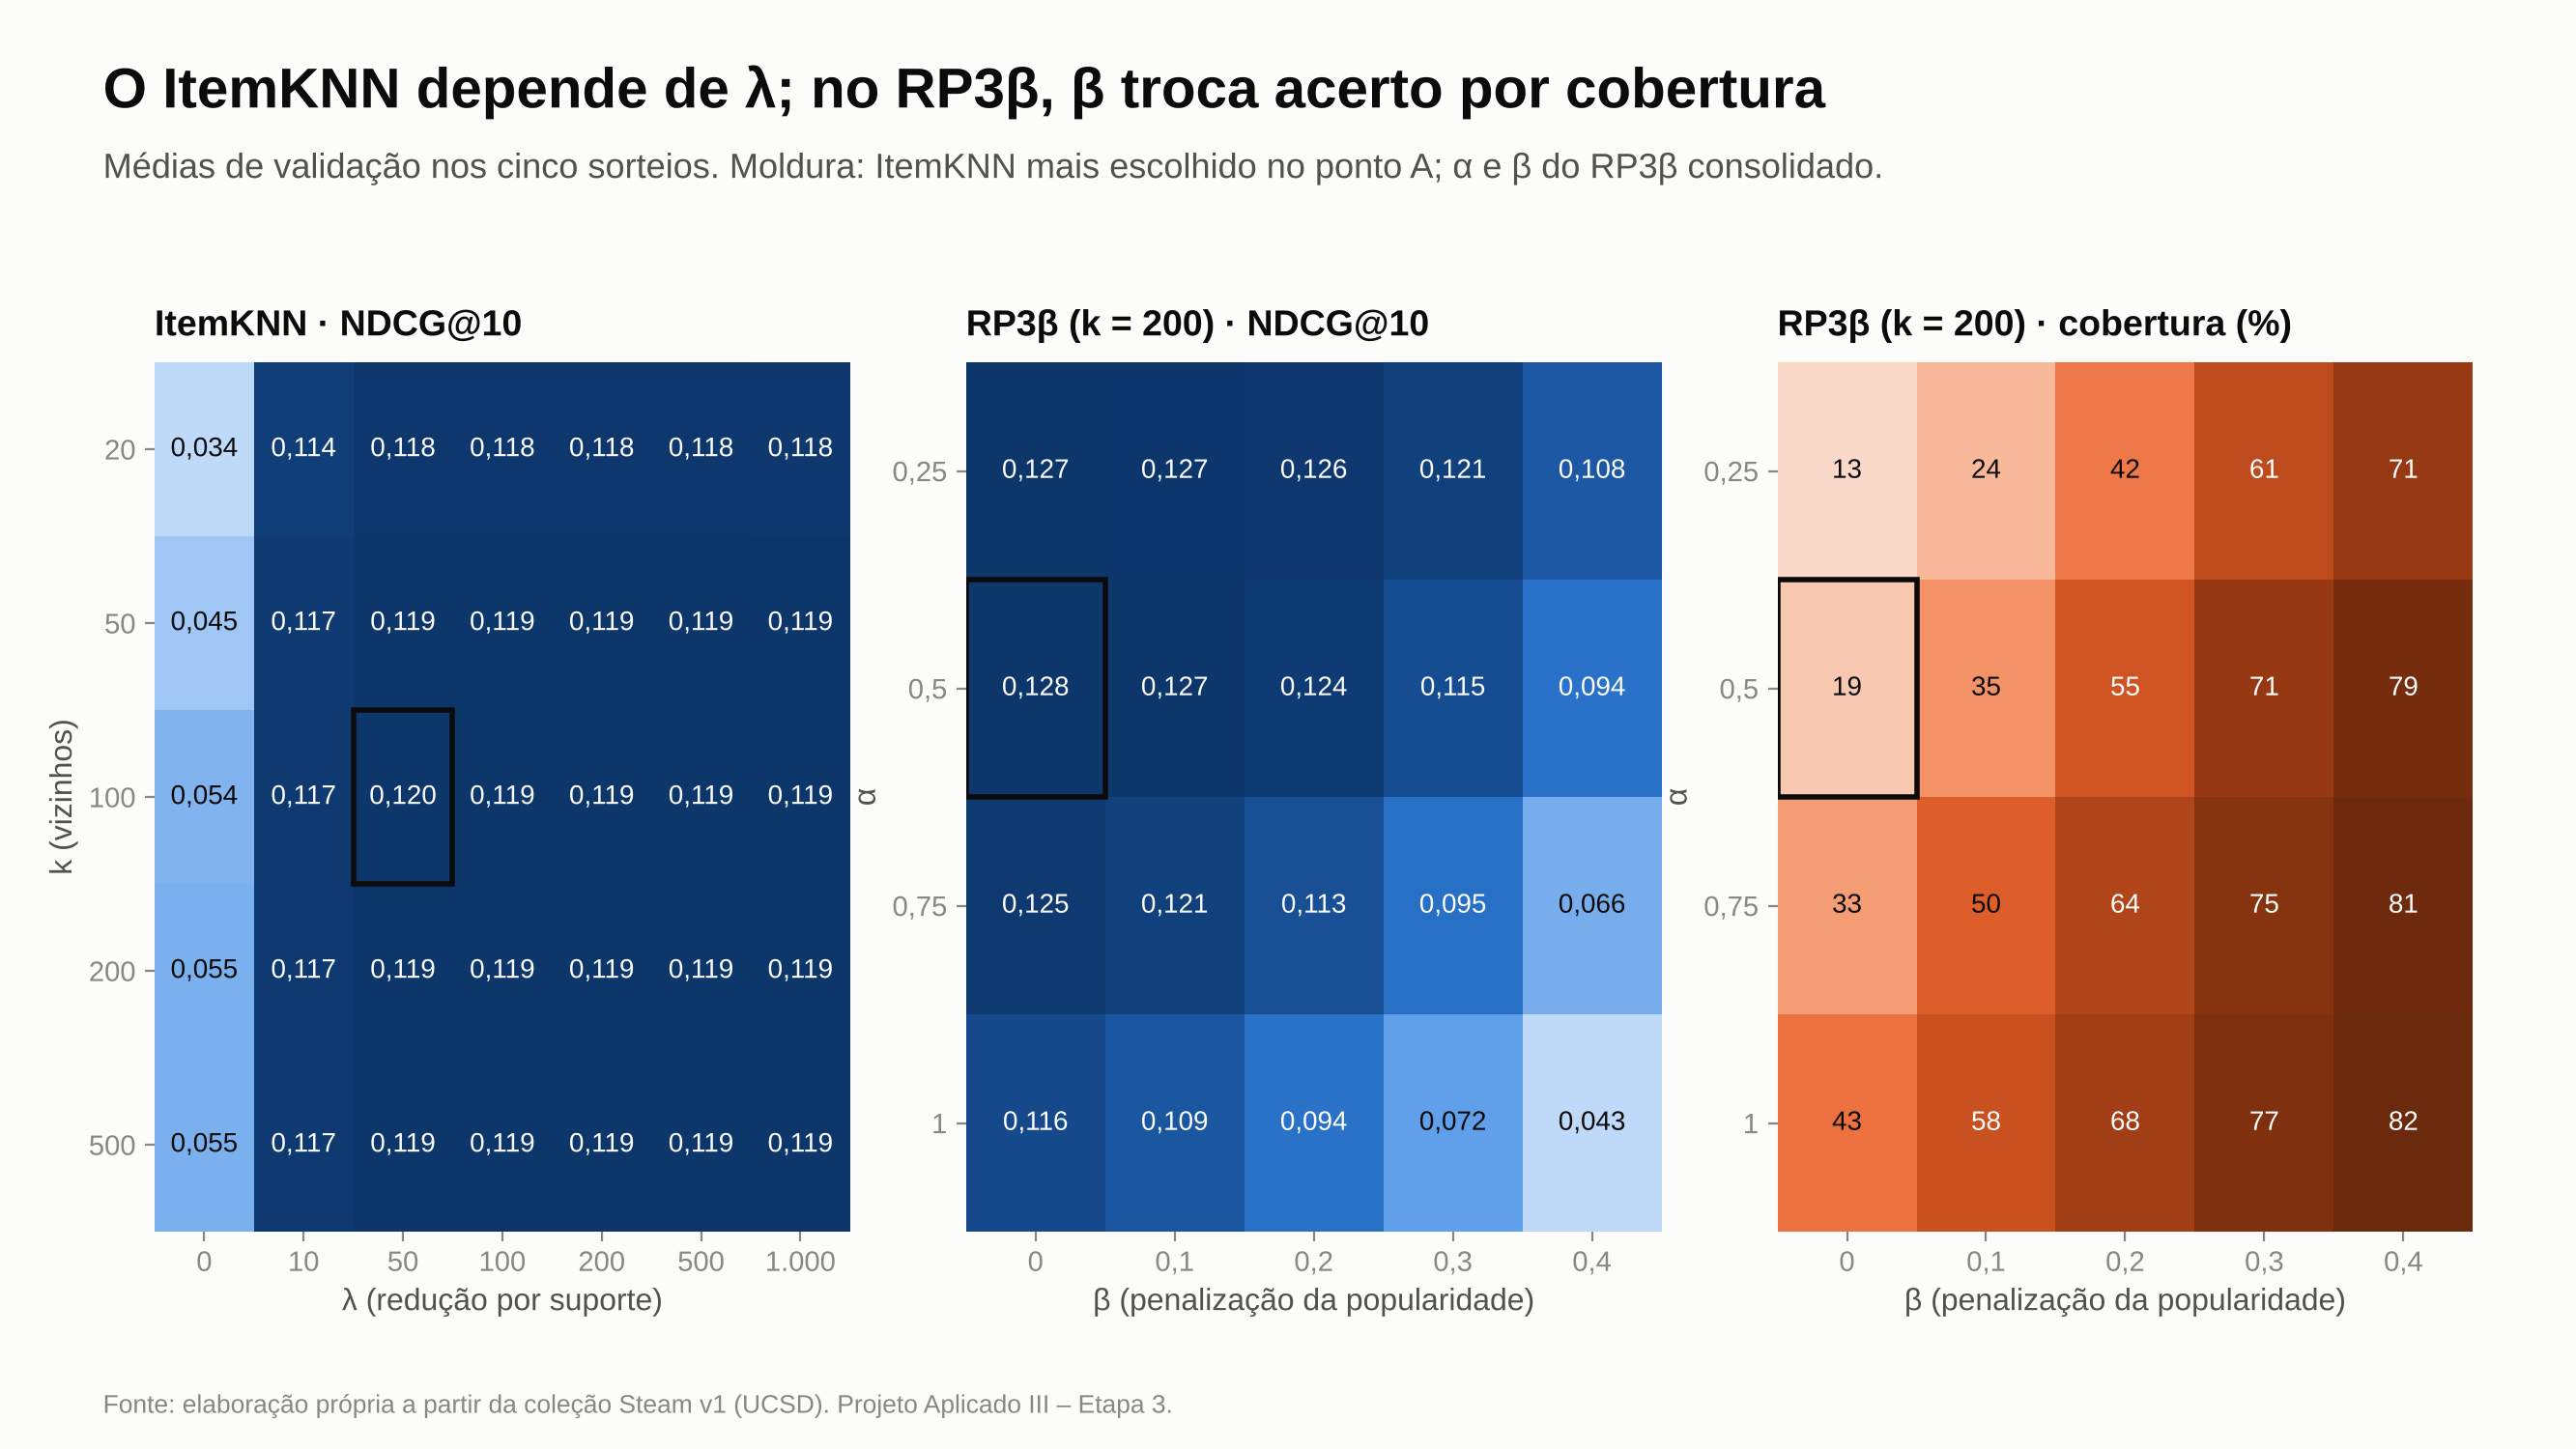 O ItemKNN depende de λ; no RP3β, β troca acerto por cobertura
Médias de validação nos cinco sorteios. Moldura: ItemKNN mais escolhido no ponto A; α e β do RP3β consolidado.
ItemKNN · NDCG@10
k (vizinhos)
20 0,034 0,114 0,118 0,118 0,118 0,118 0,118
50 0,045 0,117 0,119 0,119 0,119 0,119 0,119
100 0,054 0,117 0,120 0,119 0,119 0,119 0,119
200 0,055 0,117 0,119 0,119 0,119 0,119 0,119
500 0,055 0,117 0,119 0,119 0,119 0,119 0,119
0 10 50 100 200 500 1.000
λ (redução por suporte)
RP3β (k = 200) · NDCG@10
α
0,25 0,127 0,127 0,126 0,121 0,108
0,5 0,128 0,127 0,124 0,115 0,094
0,75 0,125 0,121 0,113 0,095 0,066
1 0,116 0,109 0,094 0,072 0,043
0 0,1 0,2 0,3 0,4
β (penalização da popularidade)
RP3β (k = 200) · cobertura (%)
α
0,25 13 24 42 61 71
0,5 19 35 55 71 79
0,75 33 50 64 75 81
1 43 58 68 77 82
0 0,1 0,2 0,3 0,4
β (penalização da popularidade)
Fonte: elaboração própria a partir da coleção Steam v1 (UCSD). Projeto Aplicado III – Etapa 3.